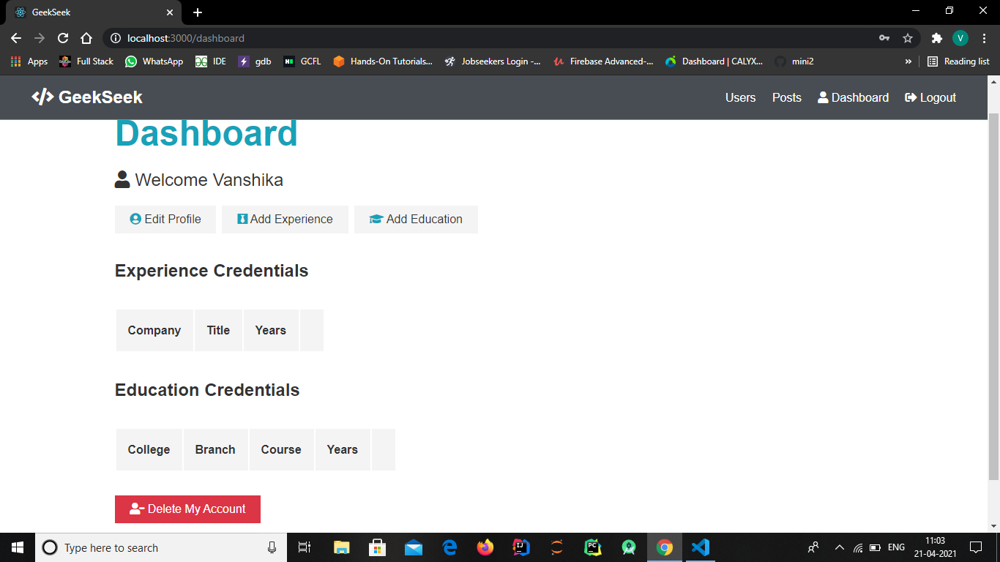 GeekSeek
localhost:3000/dashboard
V
Apps Full Stack WhatsApp IDE gdb GCFL Hands-On Tutorials... Jobseekers Login -... Firebase Advanced-... Dashboard | CALYX... mini2 » Reading list
</> GeekSeek Users Posts Dashboard Logout
Dashboard
Welcome Vanshika
Edit Profile Add Experience Add Education
Experience Credentials
Company Title Years
Education Credentials
College Branch Course Years
Delete My Account
Type here to search
IJ
PC
ENG
11:03
21-04-2021